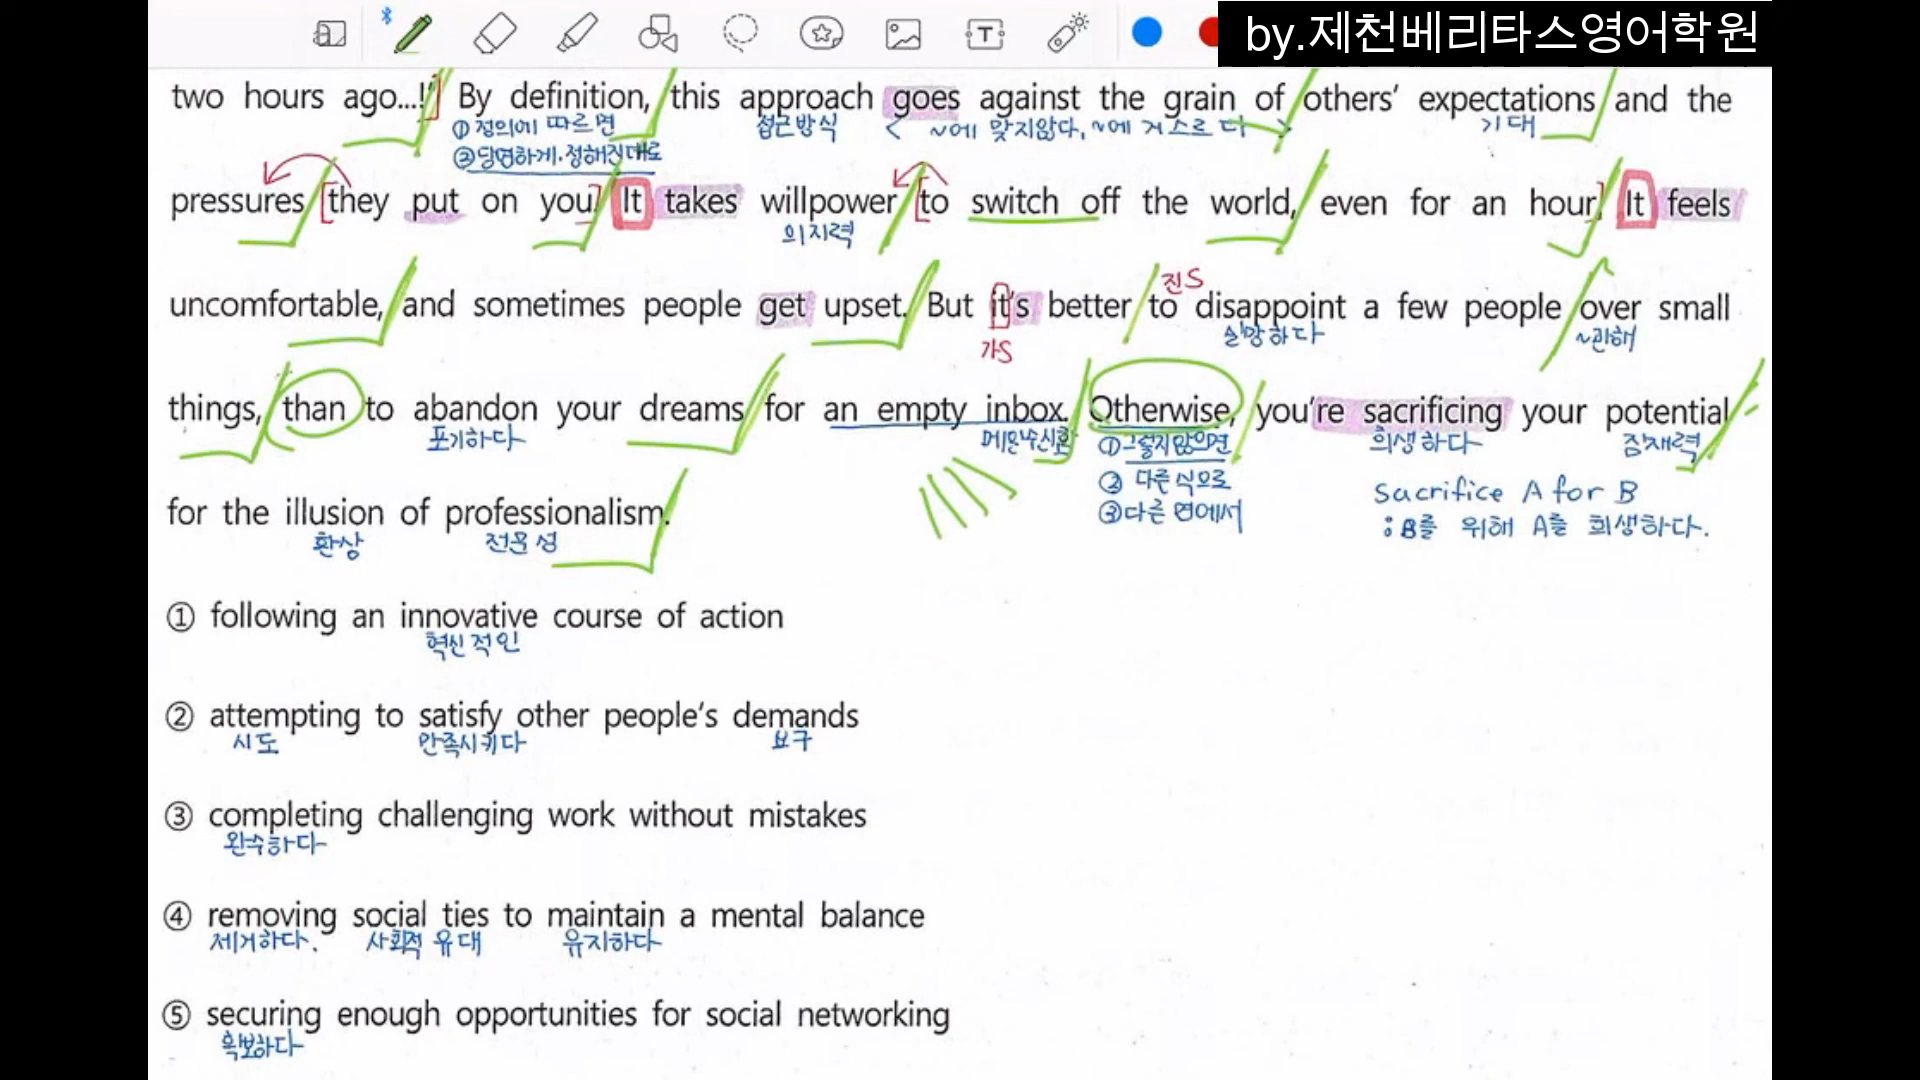 by.제천베리타스영어학원
two hours ago...!'] By definition, this approach goes against the grain of others' expectations and the
① 정의에 따르면 접근방식 < ~에 맞지않다, ~에 거스르다 > 기대
②당연하게.정해진대로
pressures [they put on you] It takes willpower [to switch off the world, even for an hour] It feels
의지력
진S
uncomfortable, and sometimes people get upset. But it's better to disappoint a few people over small
가S 실망하다 ~관해
things, than to abandon your dreams for an empty inbox. Otherwise, you're sacrificing your potential
포기하다 메일수신함 ①그렇지않으면 희생하다 잠재력
② 다른 식으로 sacrifice A for B
for the illusion of professionalism.
③다른 면에서 :B를 위해 A를 희생하다.
환상 전문성
① following an innovative course of action
혁신적인
② attempting to satisfy other people's demands
시도 만족시키다 요구
③ completing challenging work without mistakes
완수하다
④ removing social ties to maintain a mental balance
제거하다. 사회적 유대 유지하다
⑤ securing enough opportunities for social networking
확보하다